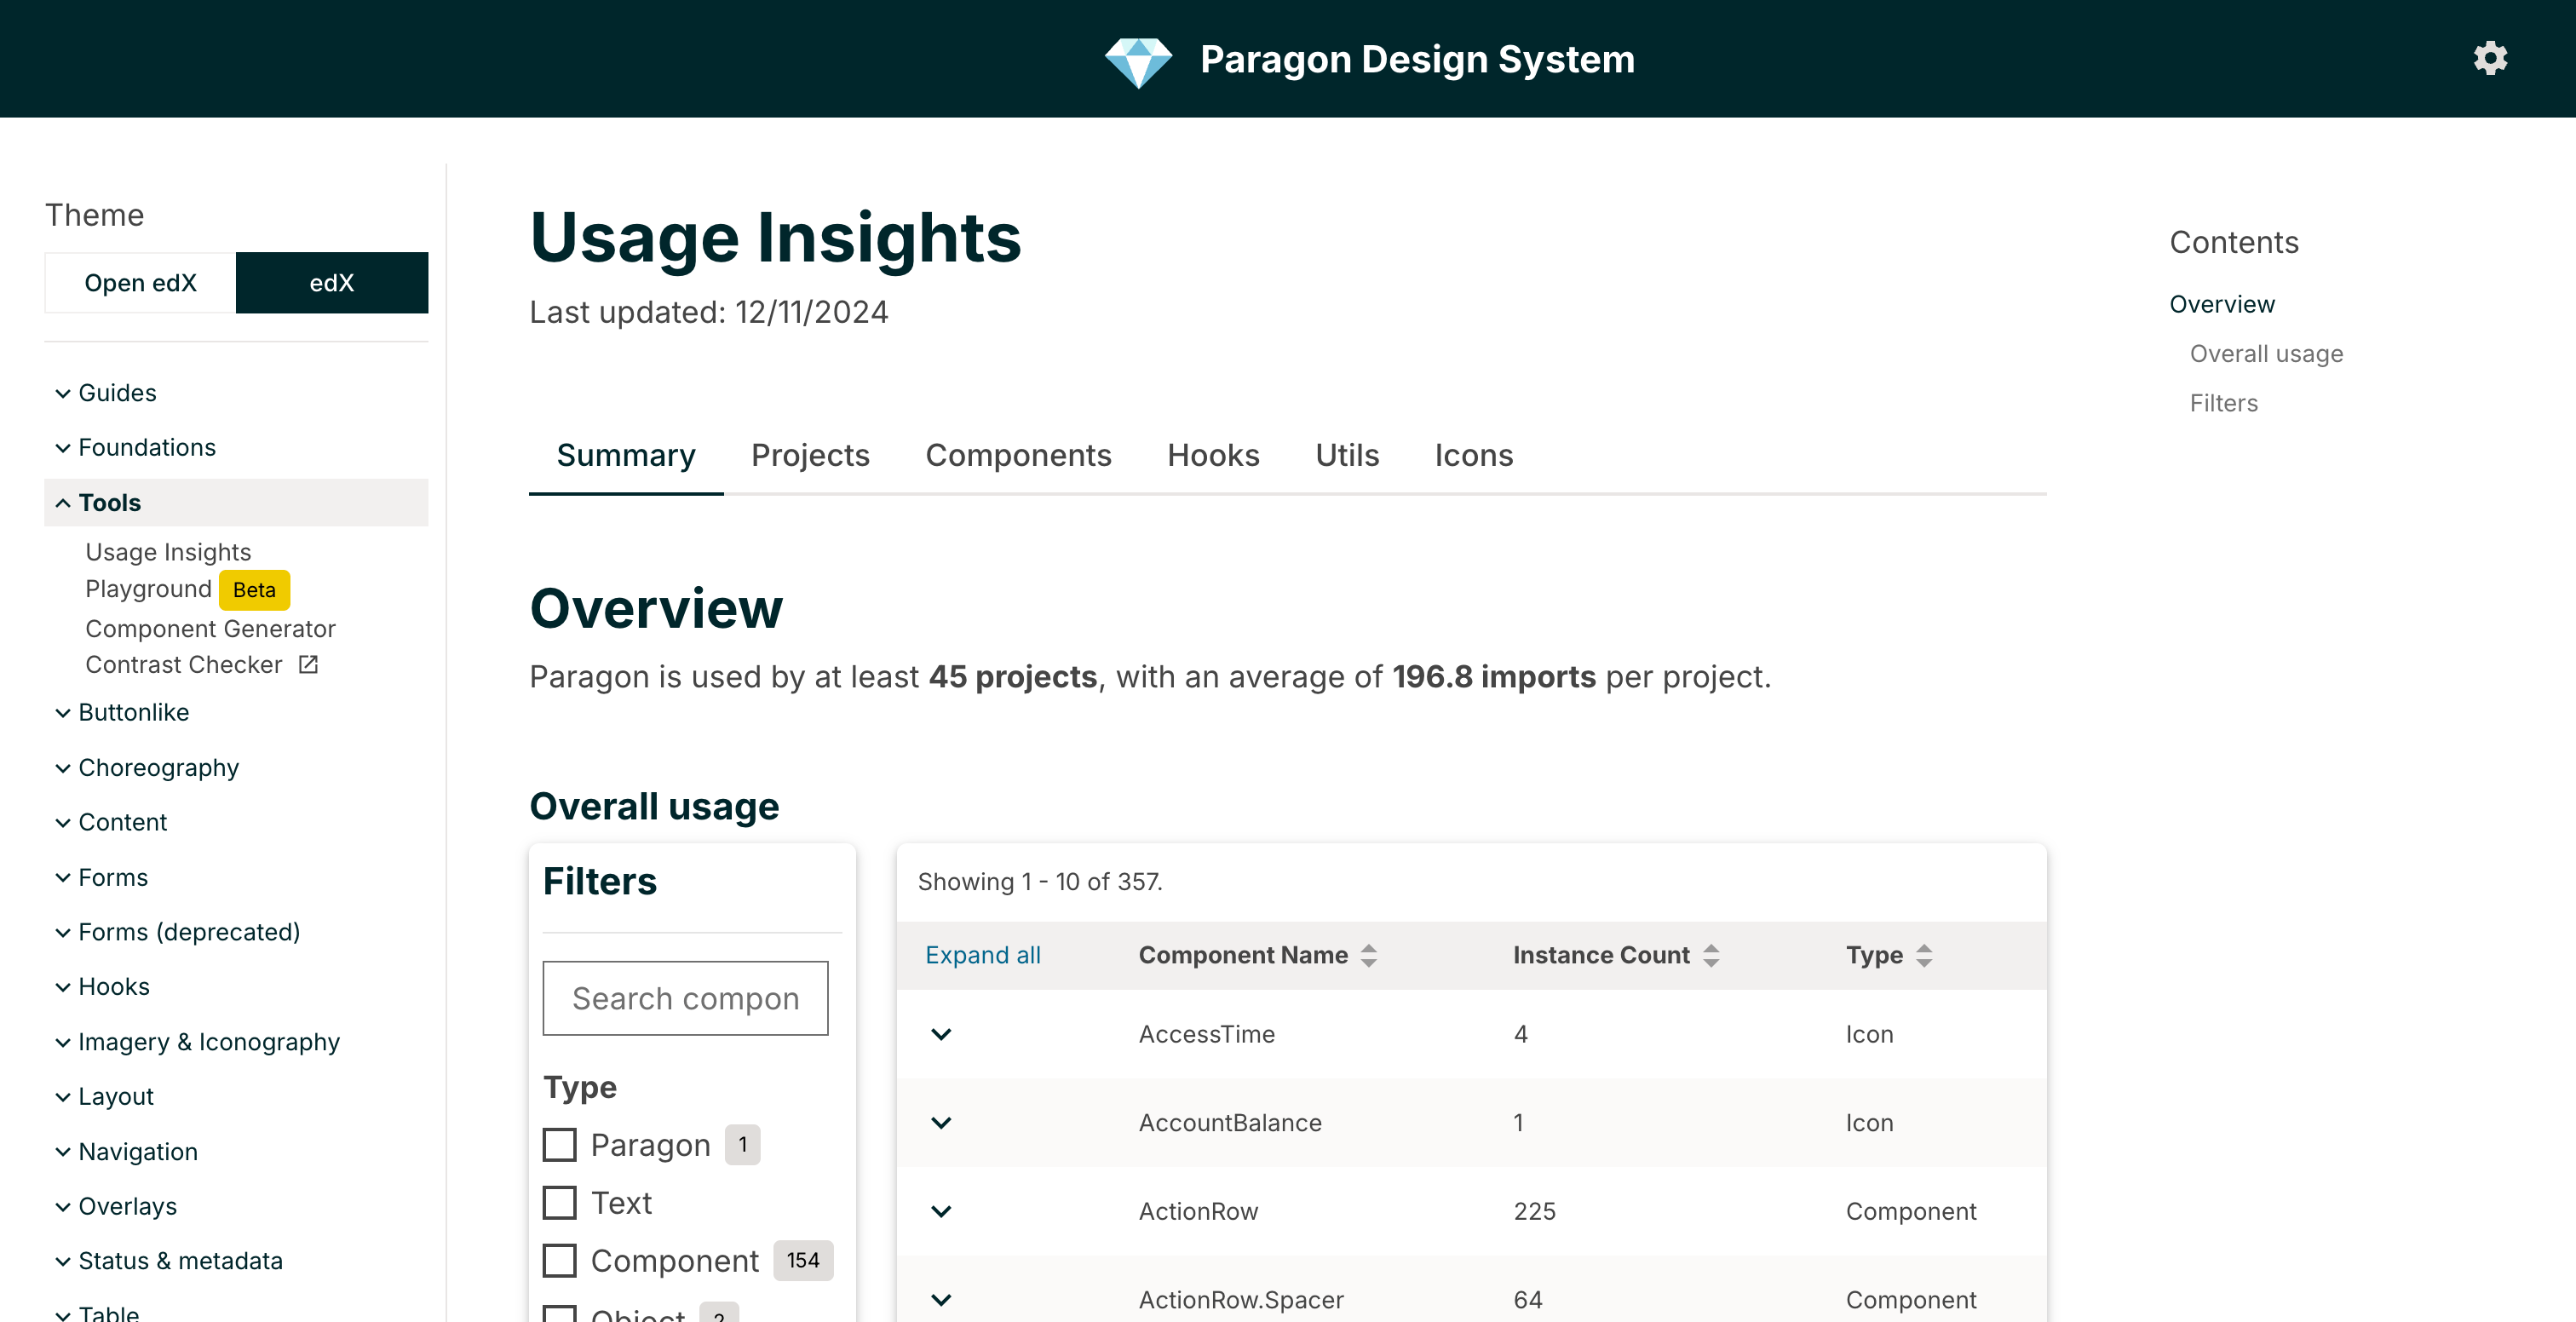 Paragon Design System
Theme
Open edX
edX
Guides
Foundations
Tools
Usage Insights
Playground Beta
Component Generator
Contrast Checker
Buttonlike
Choreography
Content
Forms
Forms (deprecated)
Hooks
Imagery & Iconography
Layout
Navigation
Overlays
Status & metadata
Table
Usage Insights
Last updated: 12/11/2024
Summary Projects Components Hooks Utils Icons
Overview
Paragon is used by at least 45 projects, with an average of 196.8 imports per project.
Overall usage
Filters
Search compon
Type
Paragon 1
Text
Component 154
Object 2
Showing 1 - 10 of 357.
Expand all Component Name Instance Count Type
AccessTime 4 Icon
AccountBalance 1 Icon
ActionRow 225 Component
ActionRow.Spacer 64 Component
Contents
Overview
Overall usage
Filters